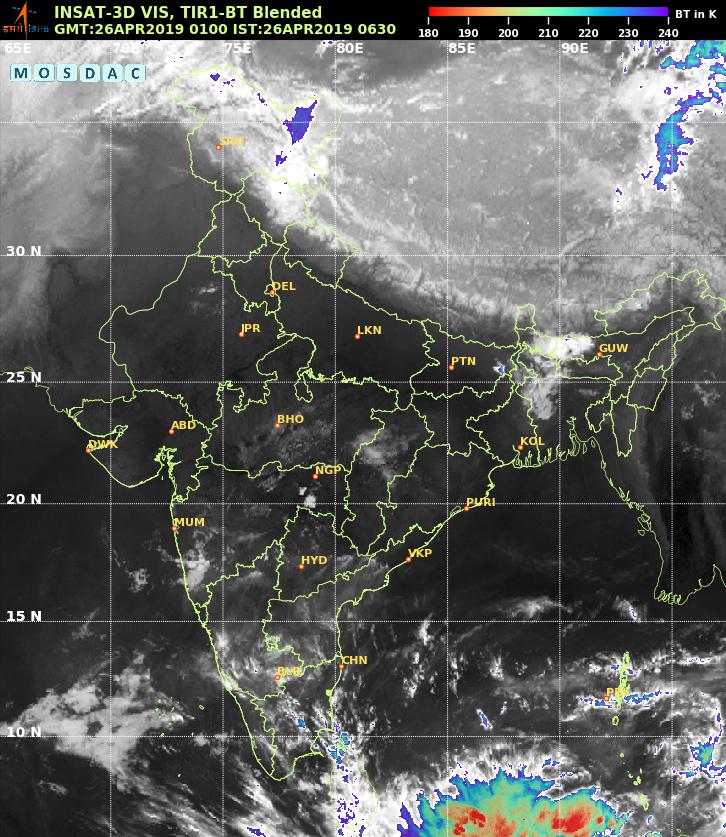 INSAT-3D VIS, TIR1-BT Blended
GMT:26APR2019 0100 IST:26APR2019 0630
BT in K
180 190 200 210 220 230 240
65E 70E 75E 80E 85E 90E
M O S D A C
SRN
30 N
DEL
JPR
LKN
GUW
PTN
25 N
ABD
BHO
DWK
KOL
NGP
20 N
PURI
MUM
VKP
HYD
15 N
CHN
BLR
10 N